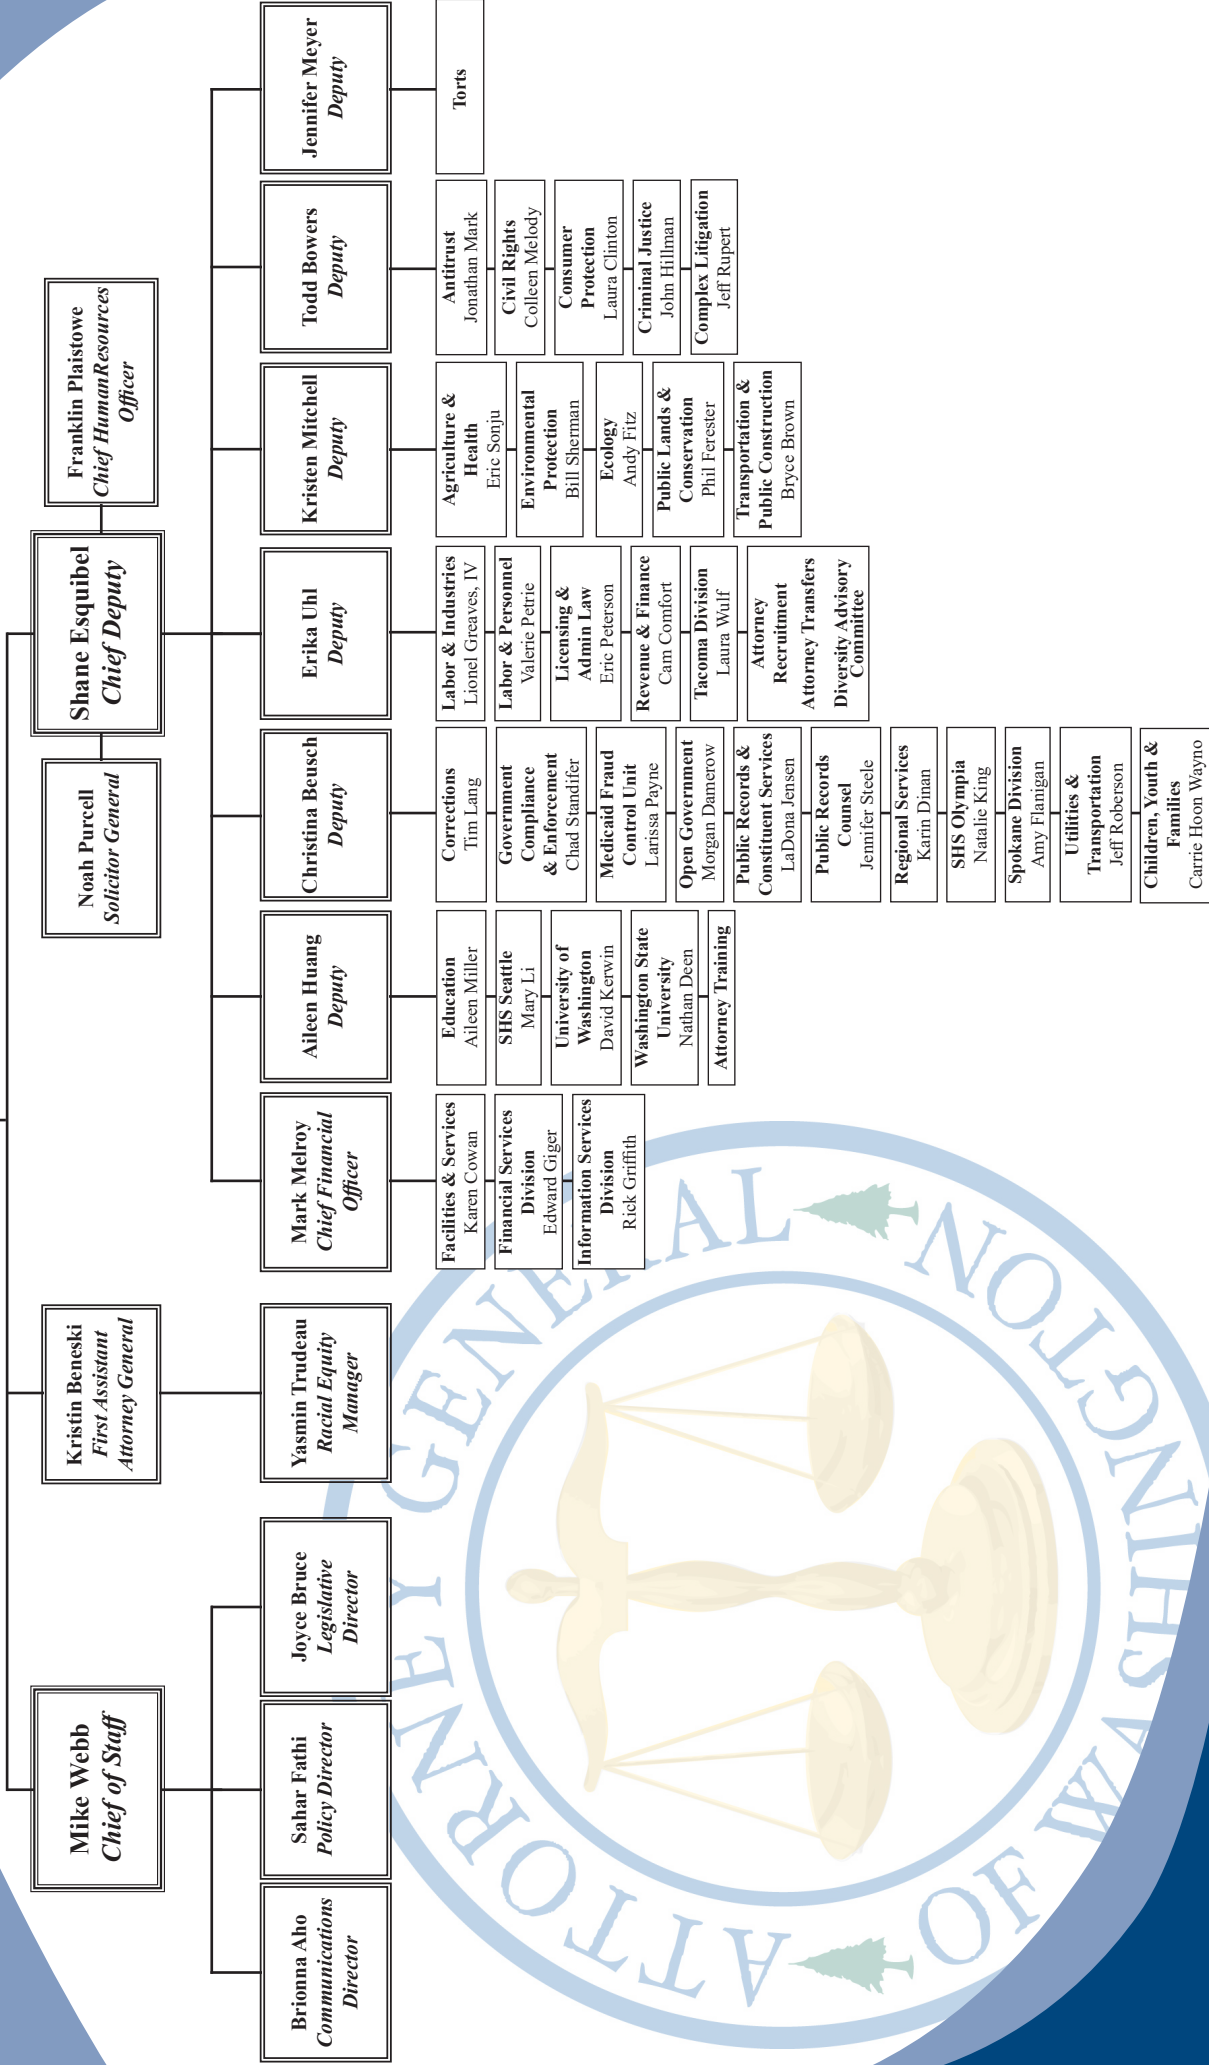 Mike Webb
Chief of Staff
Kristin Beneski
First Assistant
Attorney General
Noah Purcell
Solicitor General
Shane Esquibel
Chief Deputy
Franklin Plaistowe
Chief HumanResources
Officer
Brionna Aho
Communications
Director
Sahar Fathi
Policy Director
Joyce Bruce
Legislative
Director
Yasmin Trudeau
Racial Equity
Manager
Mark Melroy
Chief Financial
Officer
Facilities & Services
Karen Cowan
Financial Services
Division
Edward Giger
Information Services
Division
Rick Griffith
Aileen Huang
Deputy
Education
Aileen Miller
SHS Seattle
Mary Li
University of
Washington
David Kerwin
Washington State
University
Nathan Deen
Attorney Training
Christina Beusch
Deputy
Corrections
Tim Lang
Government
Compliance
& Enforcement
Chad Standifer
Medicaid Fraud
Control Unit
Larissa Payne
Open Government
Morgan Damerow
Public Records &
Constituent Services
LaDona Jensen
Public Records
Counsel
Jennifer Steele
Regional Services
Karin Dinan
SHS Olympia
Natalie King
Spokane Division
Amy Flanigan
Utilities &
Transportation
Jeff Roberson
Children, Youth &
Families
Carrie Hoon Wayno
Erika Uhl
Deputy
Labor & Industries
Lionel Greaves, IV
Labor & Personnel
Valerie Petrie
Licensing &
Admin Law
Eric Peterson
Revenue & Finance
Cam Comfort
Tacoma Division
Laura Wulf
Attorney
Recruitment
Attorney Transfers
Diversity Advisory
Committee
Kristen Mitchell
Deputy
Agriculture &
Health
Eric Sonju
Environmental
Protection
Bill Sherman
Ecology
Andy Fitz
Public Lands &
Conservation
Phil Ferester
Transportation &
Public Construction
Bryce Brown
Todd Bowers
Deputy
Antitrust
Jonathan Mark
Civil Rights
Colleen Melody
Consumer
Protection
Laura Clinton
Criminal Justice
John Hillman
Complex Litigation
Jeff Rupert
Jennifer Meyer
Deputy
Torts
ATTORNEY GENERAL
OF WASHINGTON